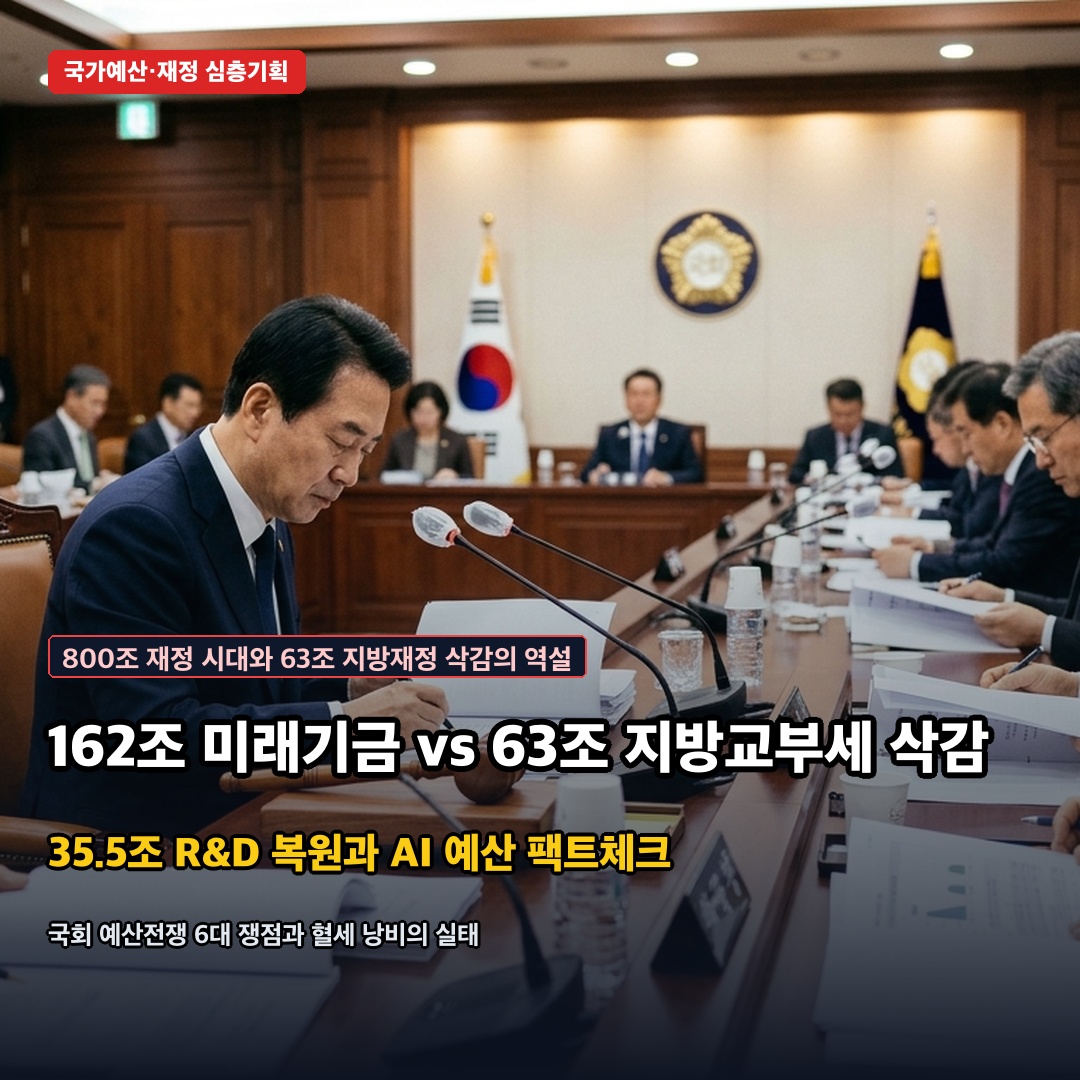 국가예산·재정 심층기획
800조 재정 시대와 63조 지방재정 삭감의 역설
162조 미래기금 vs 63조 지방교부세 삭감
35.5조 R&D 복원과 AI 예산 팩트체크
국회 예산전쟁 6대 쟁점과 혈세 낭비의 실태